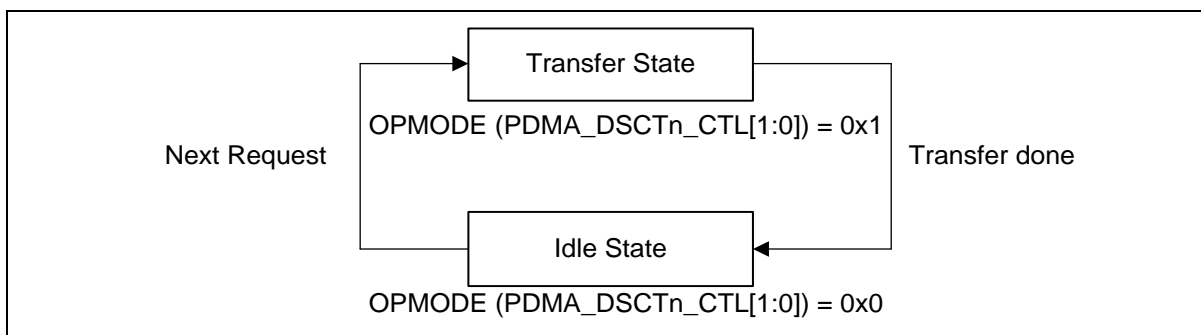 Transfer State
OPMODE (PDMA_DSCTn_CTL[1:0]) = 0x1
Next Request
Transfer done
Idle State
OPMODE (PDMA_DSCTn_CTL[1:0]) = 0x0